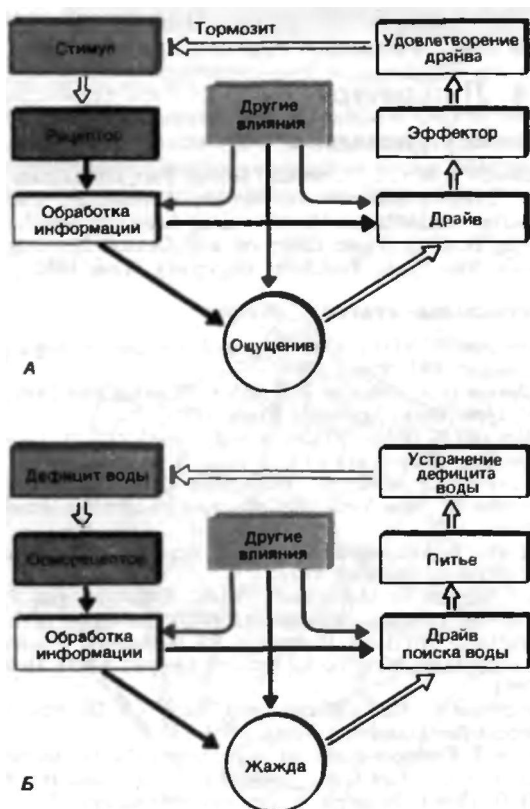 Тормозит
Стимул
Удовлетворение
драйва
Рецептор
Другие
влияния
Эффектор
Обработка
информации
Драйв
Ощущенив
А
Дефицит воды
Устранение
дефицита
воды
Осморецептор
Другие
влияния
Питье
Обработка
информации
Драйв
поиска воды
Жажда
Б